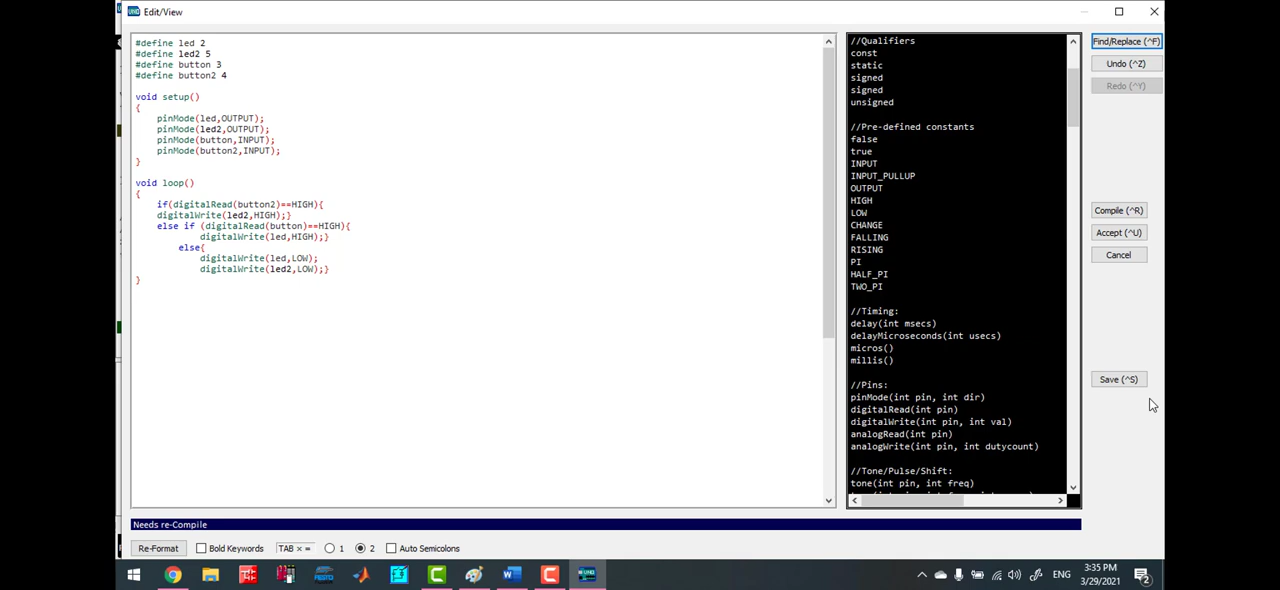 Edit/View
#define led 2
#define led2 5
#define button 3
#define button2 4
void setup()
{
pinMode(led,OUTPUT);
pinMode(led2,OUTPUT);
pinMode(button,INPUT);
pinMode(button2,INPUT);
}
void loop()
{
if(digitalRead(button2)==HIGH){
digitalWrite(led2,HIGH);}
else if (digitalRead(button)==HIGH){
digitalWrite(led,HIGH);}
else{
digitalWrite(led,LOW);
digitalWrite(led2,LOW);}
}
//Qualifiers
const
static
signed
signed
unsigned
//Pre-defined constants
false
true
INPUT
INPUT_PULLUP
OUTPUT
HIGH
LOW
CHANGE
FALLING
RISING
PI
HALF_PI
TWO_PI
//Timing:
delay(int msecs)
delayMicroseconds(int usecs)
micros()
millis()
//Pins:
pinMode(int pin, int dir)
digitalRead(int pin)
digitalWrite(int pin, int val)
analogRead(int pin)
analogWrite(int pin, int dutycount)
//Tone/Pulse/Shift:
tone(int pin, int freq)
Find/Replace (^F)
Undo (^Z)
Redo (^Y)
Compile (^R)
Accept (^U)
Cancel
Save (^S)
Needs re-Compile
Re-Format
Bold Keywords
TAB × =
1
2
Auto Semicolons
ENG
3:35 PM
3/29/2021
2